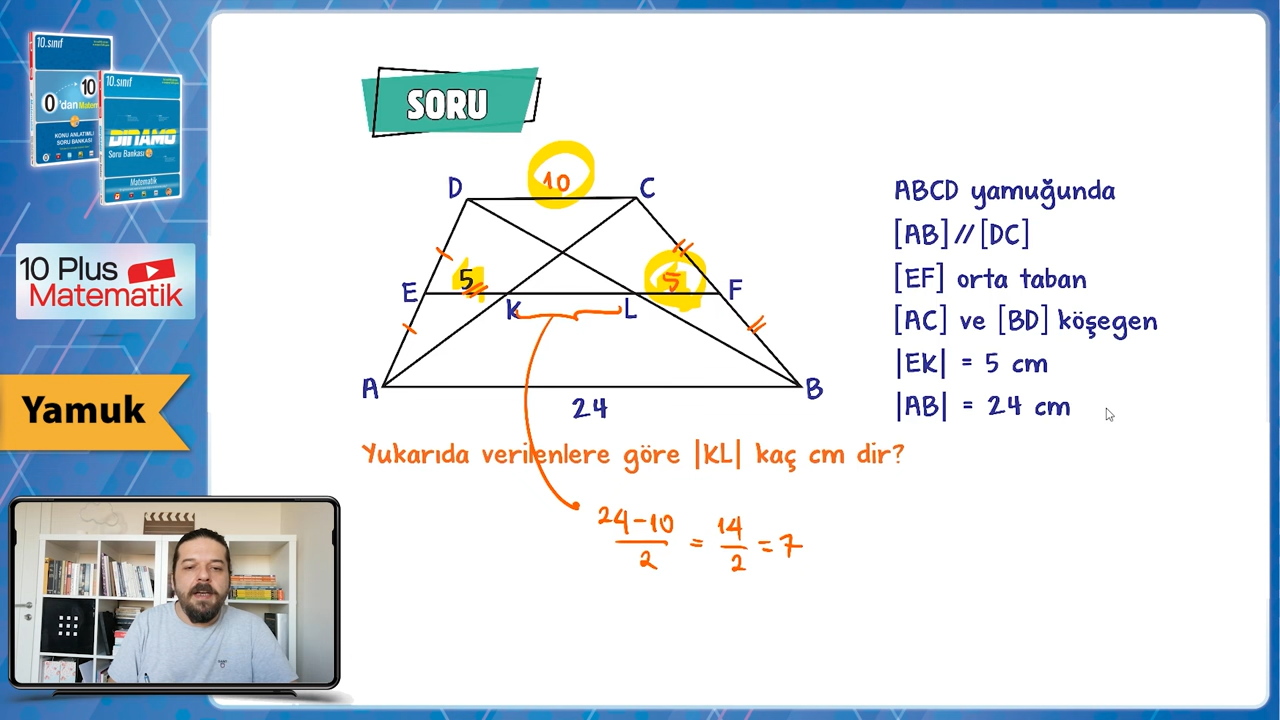 10.sınıf
0'dan 10
Matem
KONU ANLATIMLI
SORU BANKASI
10.sınıf
DİNAMO
Soru Bankası
Matematik
10 Plus
Matematik
Yamuk
SORU
10
D
C
5
5
E
F
K
L
A
B
24
ABCD yamuğunda
[AB] // [DC]
[EF] orta taban
[AC] ve [BD] köşegen
|EK| = 5 cm
|AB| = 24 cm
Yukarıda verilenlere göre |KL| kaç cm dir?
24-10/2 = 14/2 = 7